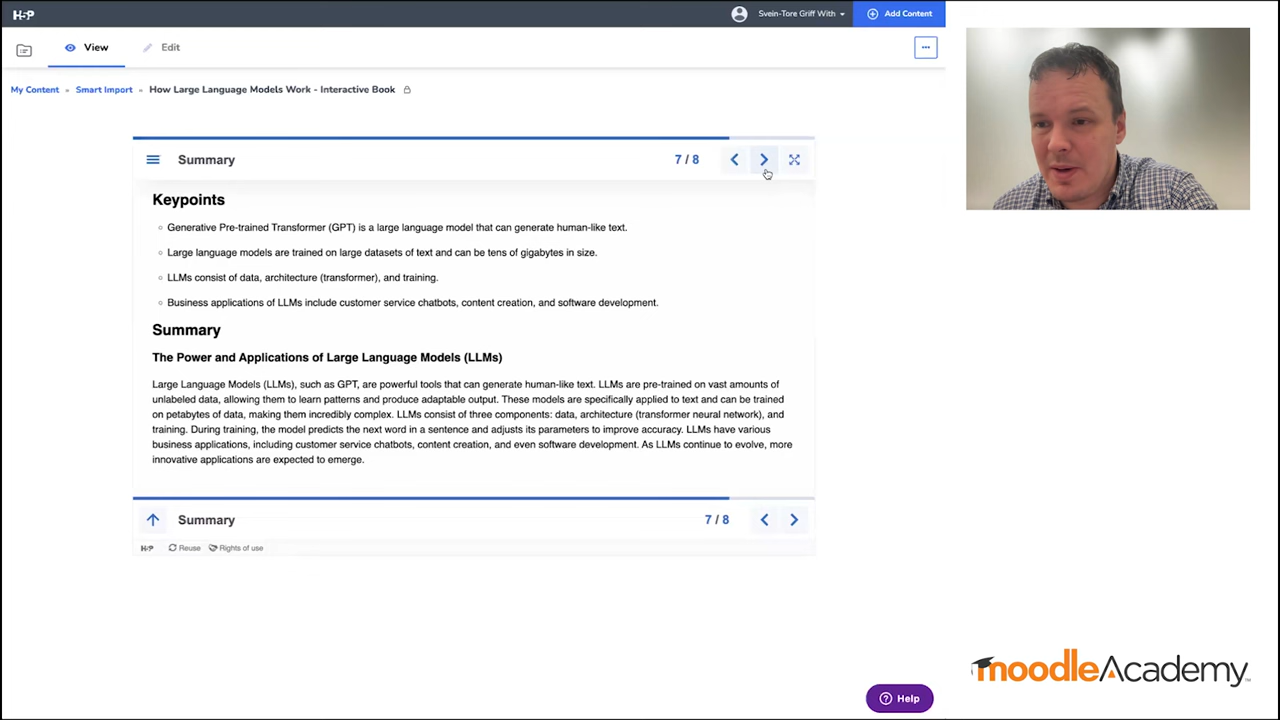 H5P
Svein-Tore Griff With
Add Content
View
Edit
My Content » Smart Import » How Large Language Models Work - Interactive Book
Summary
7 / 8
Keypoints
Generative Pre-trained Transformer (GPT) is a large language model that can generate human-like text.
Large language models are trained on large datasets of text and can be tens of gigabytes in size.
LLMs consist of data, architecture (transformer), and training.
Business applications of LLMs include customer service chatbots, content creation, and software development.
Summary
The Power and Applications of Large Language Models (LLMs)
Large Language Models (LLMs), such as GPT, are powerful tools that can generate human-like text. LLMs are pre-trained on vast amounts of
unlabeled data, allowing them to learn patterns and produce adaptable output. These models are specifically applied to text and can be trained
on petabytes of data, making them incredibly complex. LLMs consist of three components: data, architecture (transformer neural network), and
training. During training, the model predicts the next word in a sentence and adjusts its parameters to improve accuracy. LLMs have various
business applications, including customer service chatbots, content creation, and even software development. As LLMs continue to evolve, more
innovative applications are expected to emerge.
Summary
7 / 8
H5P
Reuse
Rights of use
Help
moodleAcademy™